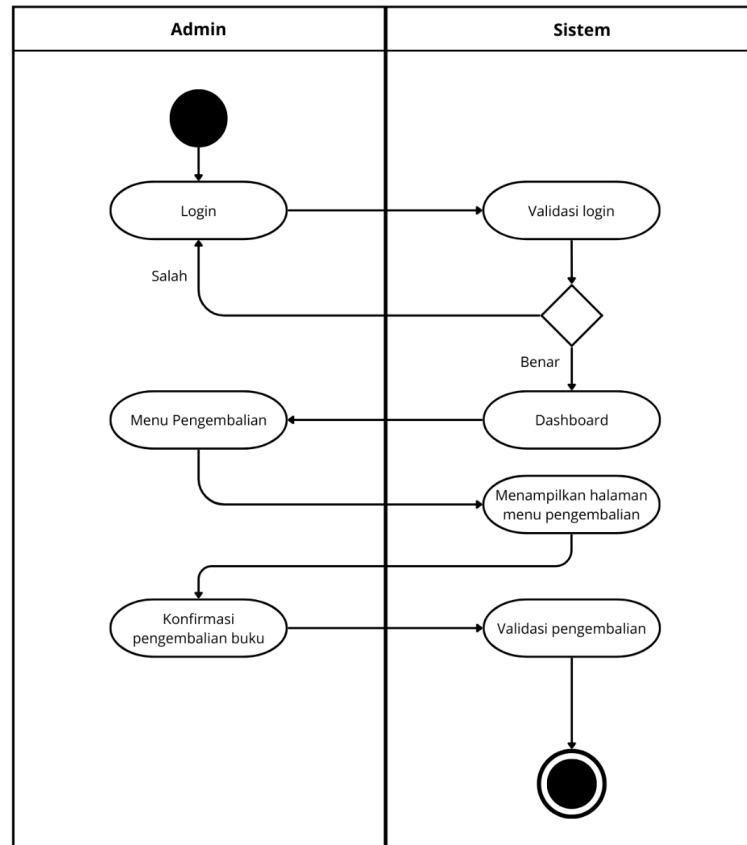 Admin
Sistem
Login
Validasi login
Salah
Benar
Menu Pengembalian
Dashboard
Menampilkan halaman
menu pengembalian
Konfirmasi
pengembalian buku
Validasi pengembalian